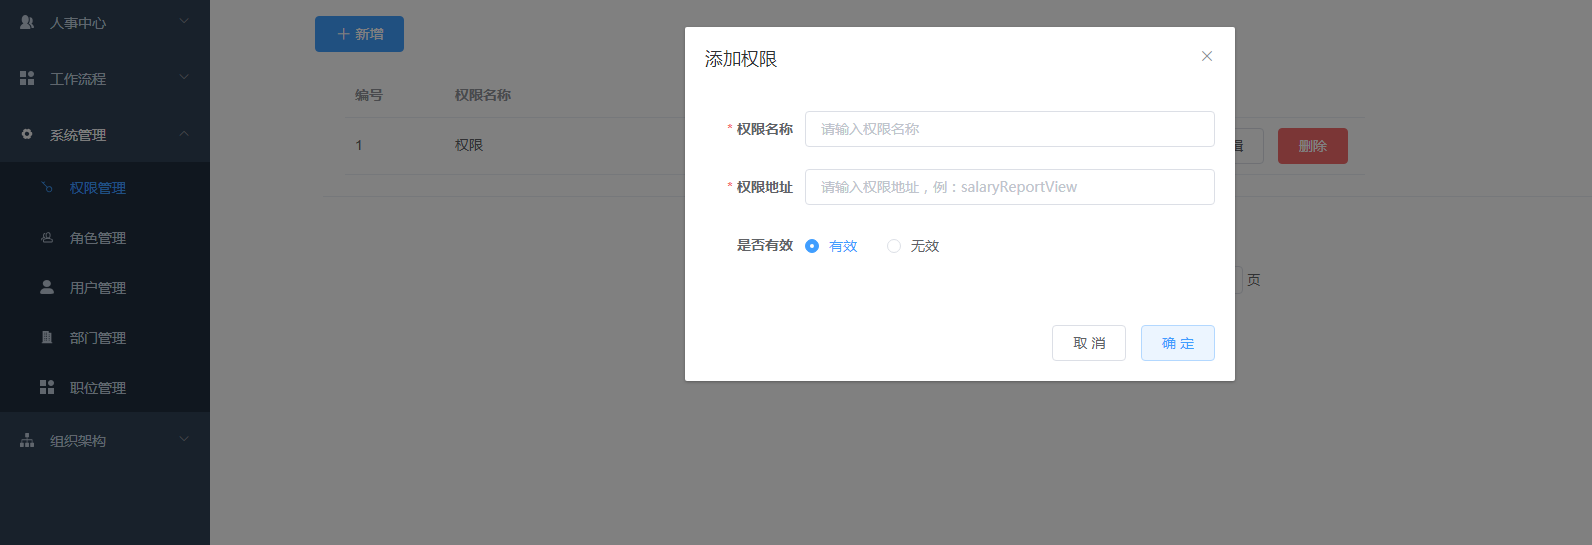 人事中心
工作流程
系统管理
权限管理
角色管理
用户管理
部门管理
职位管理
组织架构
新增
编号 权限名称
1 权限
辑 删除
页
添加权限
* 权限名称 请输入权限名称
* 权限地址 请输入权限地址，例：salaryReportView
是否有效 有效 无效
取 消 确 定